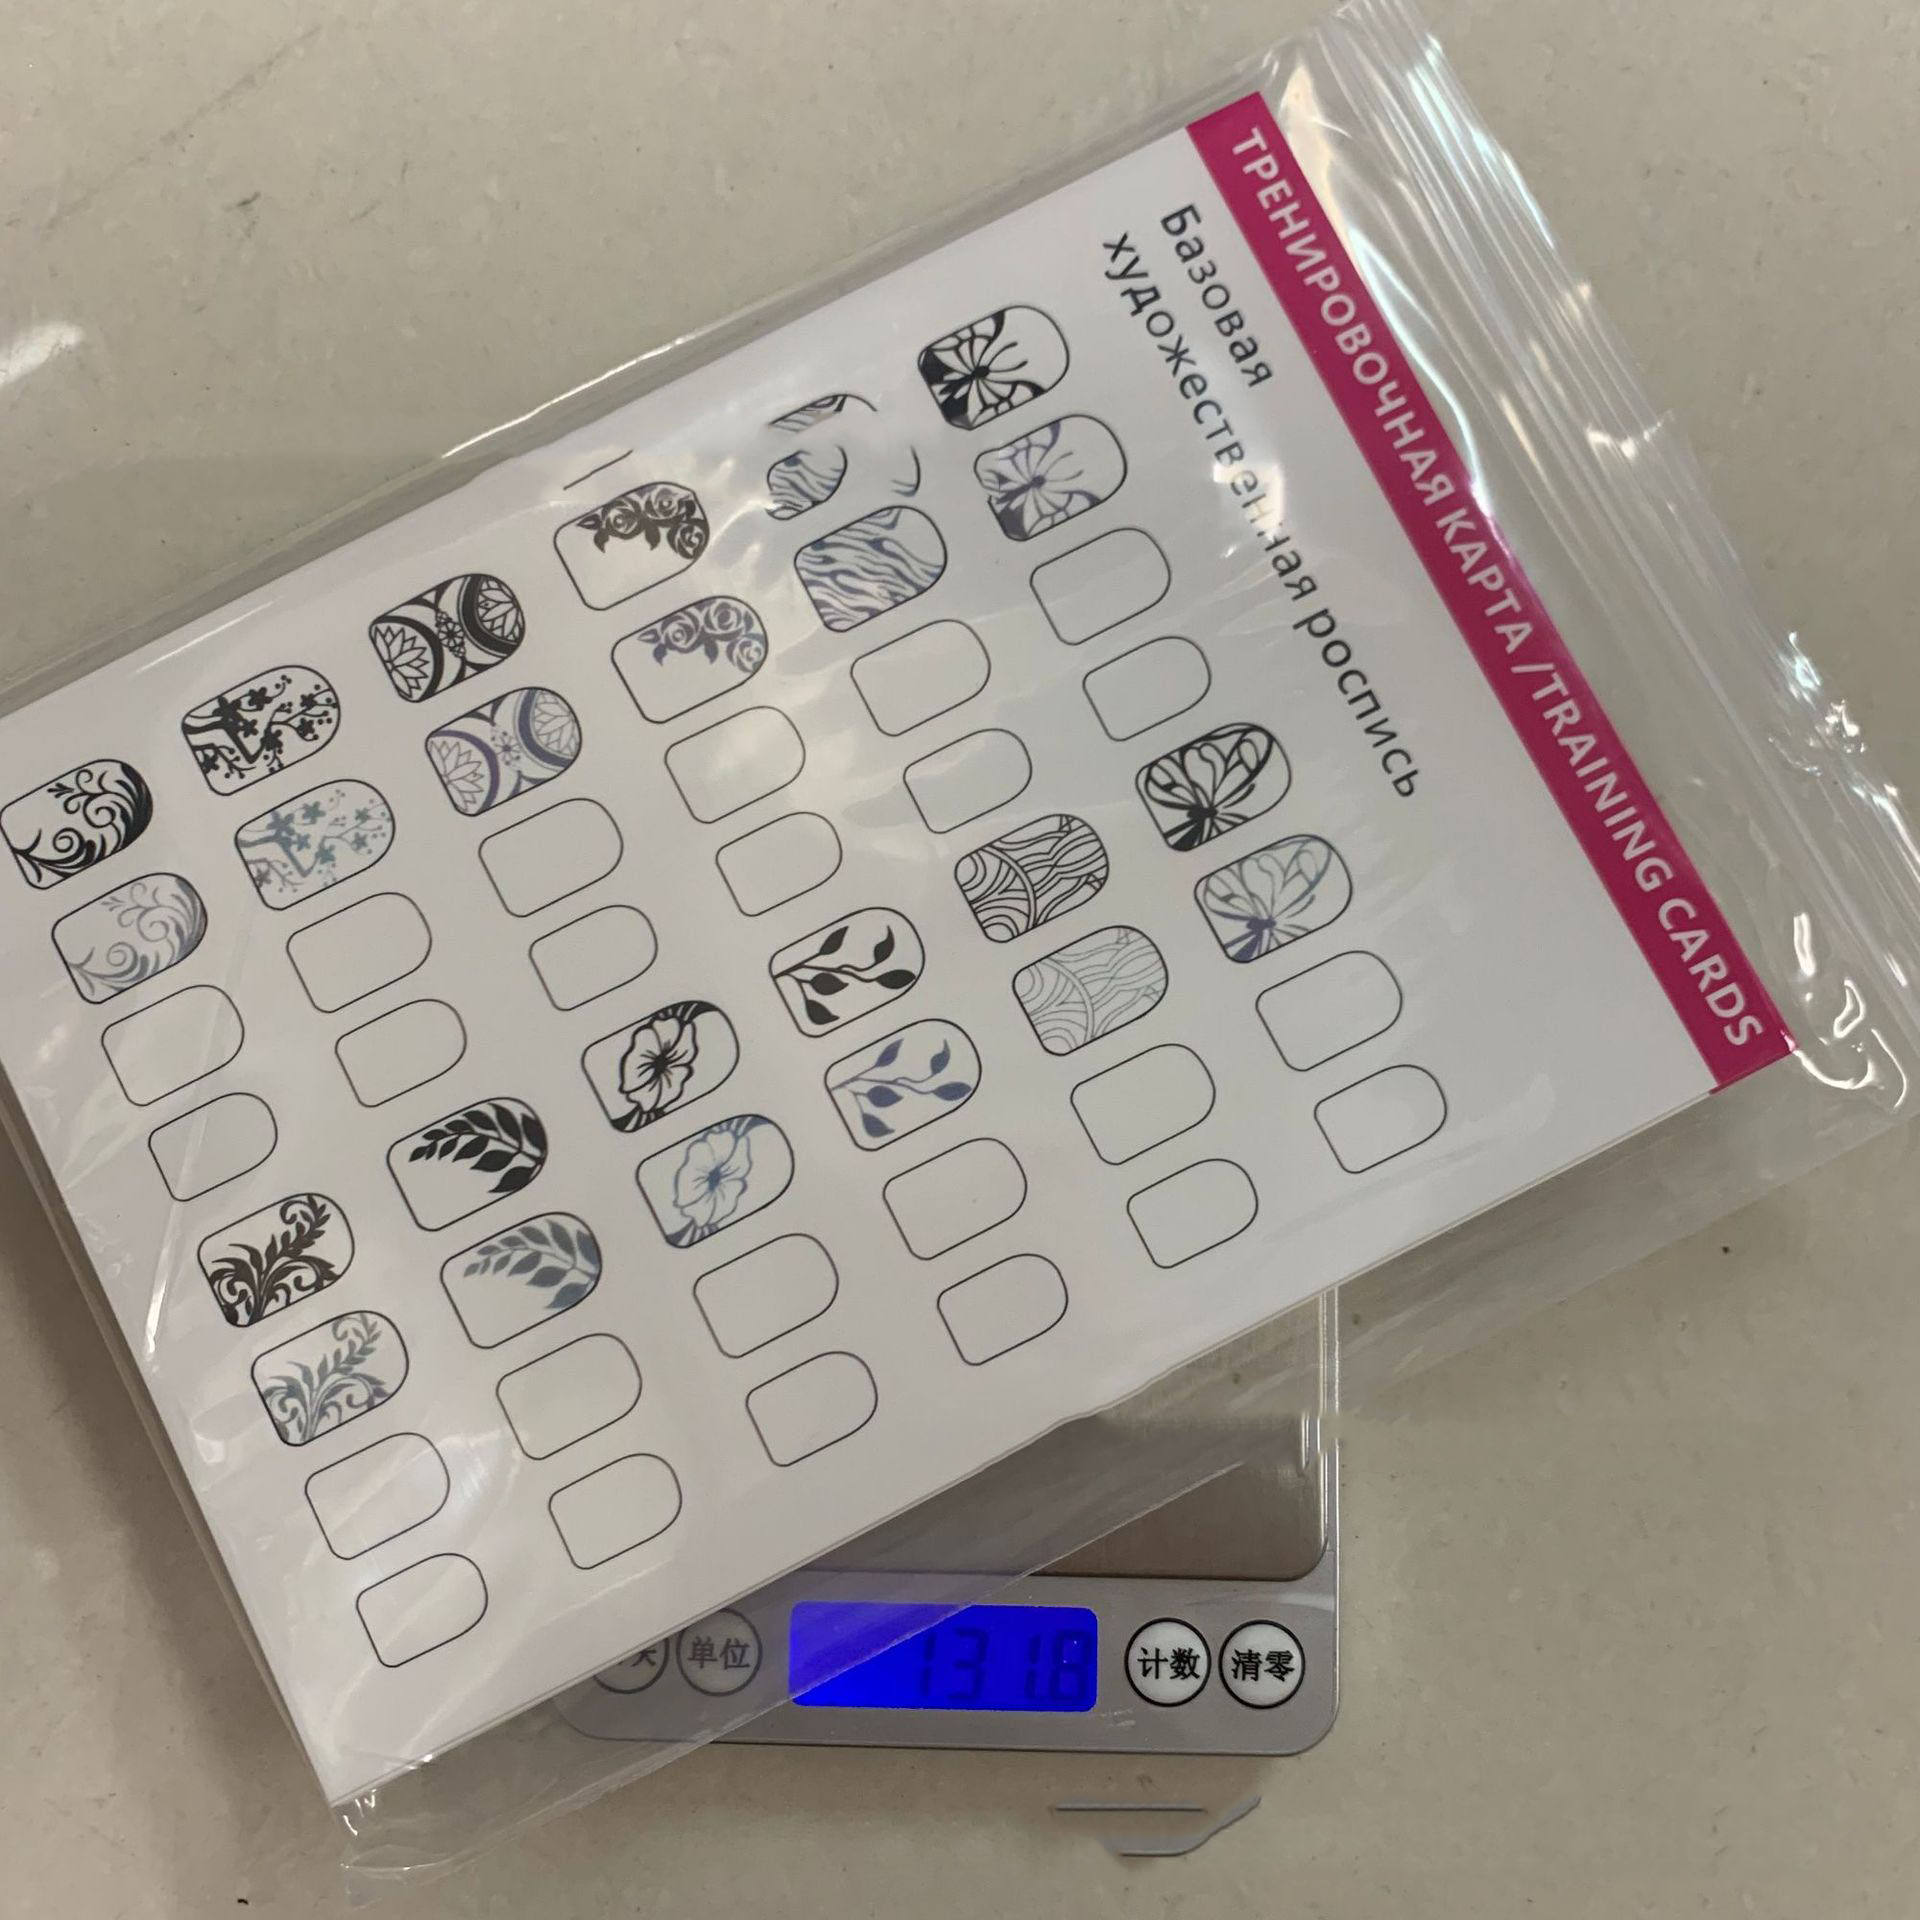 ТРЕНИРОВОЧНАЯ КАРТА /TRAINING CARDS
Базовая
художественная роспись
单位
131.8
计数
清零